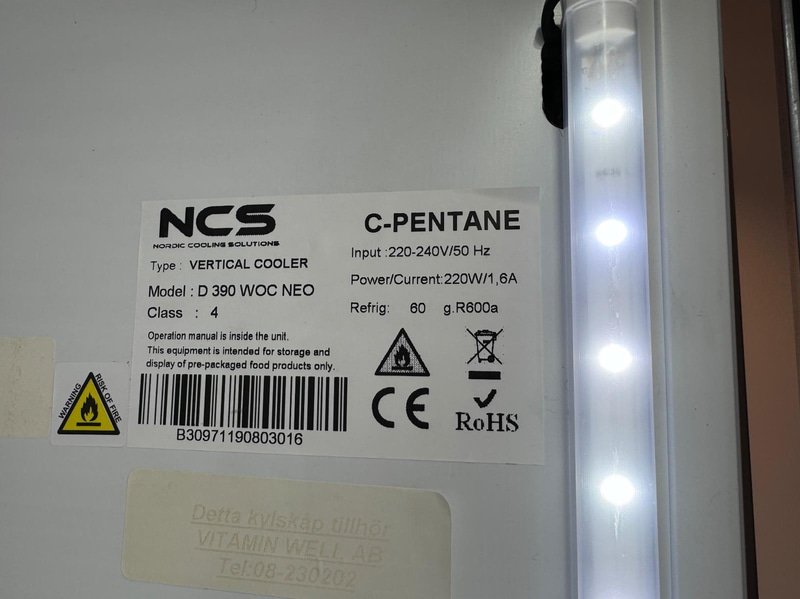 NCS
NORDIC COOLING SOLUTIONS
Type : VERTICAL COOLER
Model : D 390 WOC NEO
Class : 4
Operation manual is inside the unit.
This equipment is intended for storage and
display of pre-packaged food products only.
B30971190803016
C-PENTANE
Input :220-240V/50 Hz
Power/Current:220W/1,6A
Refrig: 60 g.R600a
CE
RoHS
WARNING
RISK OF FIRE
Detta kylskåp tillhör
VITAMIN WELL AB
Tel:08-230202